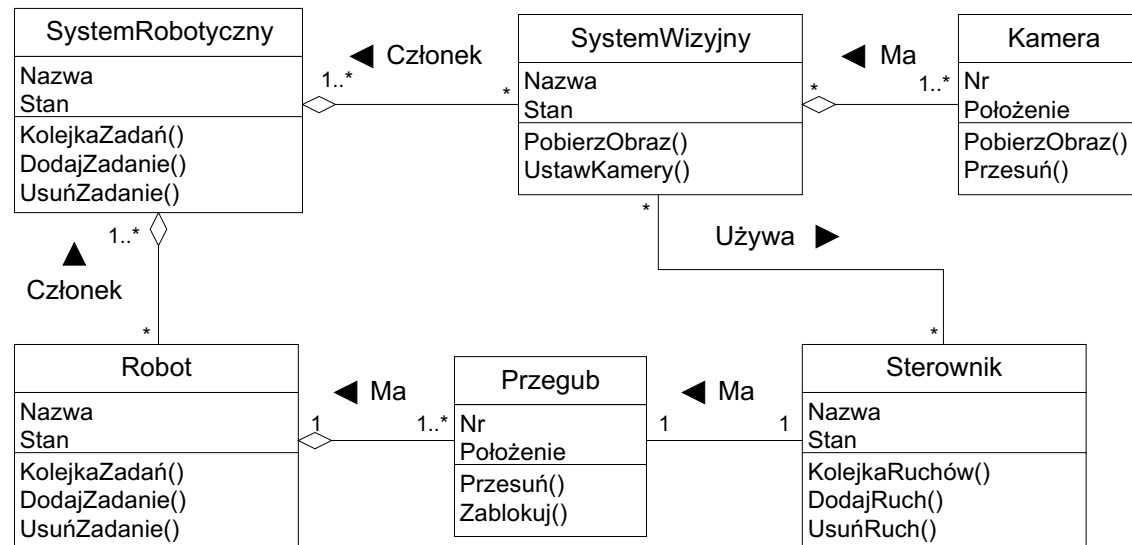 SystemRobotyczny
Nazwa
Stan
KolejkaZadań()
DodajZadanie()
UsuńZadanie()
Członek
1..*
*
SystemWizyjny
Nazwa
Stan
PobierzObraz()
UstawKamery()
Ma
*
1..*
Kamera
Nr
Położenie
PobierzObraz()
Przesuń()
1..*
Członek
*
*
Używa
*
Robot
Nazwa
Stan
KolejkaZadań()
DodajZadanie()
UsuńZadanie()
Ma
1
1..*
Przegub
Nr
Położenie
Przesuń()
Zablokuj()
Ma
1
1
Sterownik
Nazwa
Stan
KolejkaRuchów()
DodajRuch()
UsuńRuch()